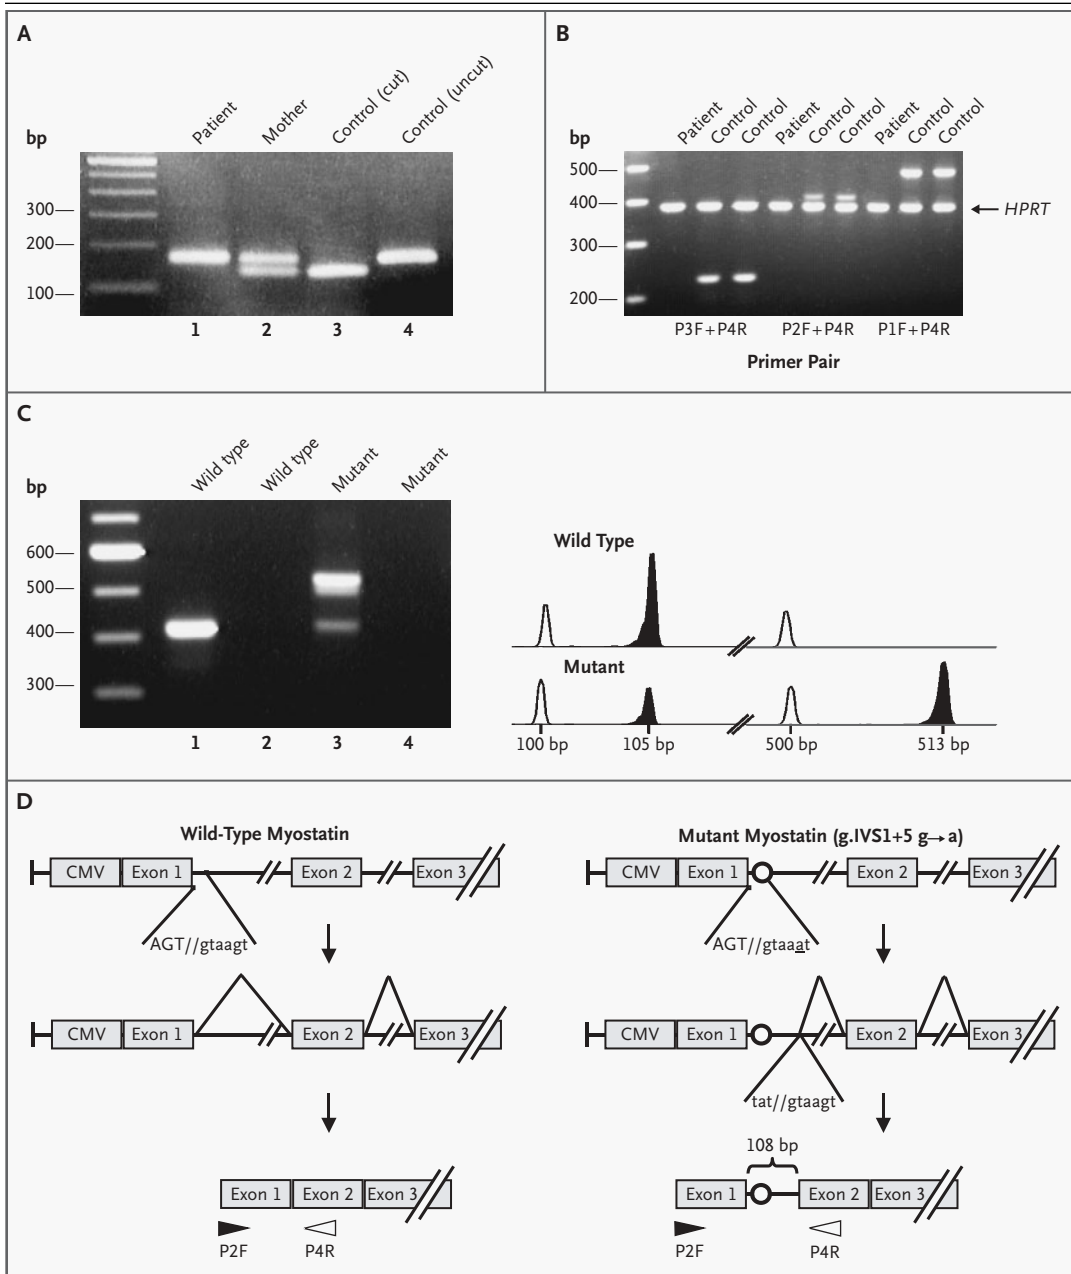 A
Patient
Mother
Control (cut)
Control (uncut)
bp
300
200
100
1 2 3 4
B
Patient
Control
Control
Patient
Control
Control
Patient
Control
Control
bp
500
400
300
200
HPRT
P3F+P4R P2F+P4R P1F+P4R
Primer Pair
C
Wild type
Wild type
Mutant
Mutant
bp
600
500
400
300
1 2 3 4
Wild Type
Mutant
100 bp 105 bp 500 bp 513 bp
D
Wild-Type Myostatin
CMV Exon 1 Exon 2 Exon 3
AGT//gtaagt
CMV Exon 1 Exon 2 Exon 3
Exon 1 Exon 2 Exon 3
P2F P4R
Mutant Myostatin (g.IVS1+5 g→a)
CMV Exon 1 Exon 2 Exon 3
AGT//gtaaat
CMV Exon 1 Exon 2 Exon 3
tat//gtaagt
108 bp
Exon 1 Exon 2 Exon 3
P2F P4R